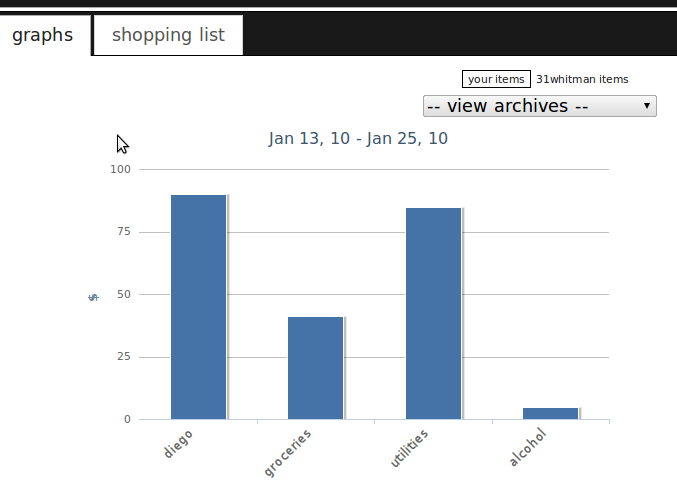 graphs shopping list
your items 31whitman items
-- view archives --
Jan 13, 10 - Jan 25, 10
100
75
50
$
25
0
diego groceries utilities alcohol